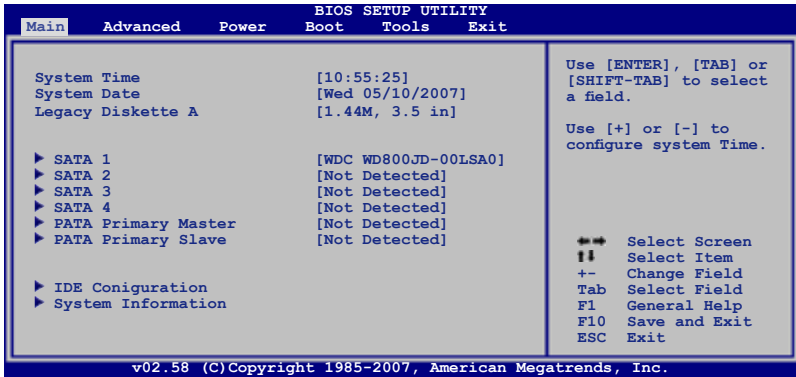 BIOS SETUP UTILITY
Main Advanced Power Boot Tools Exit
System Time [10:55:25]
System Date [Wed 05/10/2007]
Legacy Diskette A [1.44M, 3.5 in]
SATA 1 [WDC WD800JD-00LSA0]
SATA 2 [Not Detected]
SATA 3 [Not Detected]
SATA 4 [Not Detected]
PATA Primary Master [Not Detected]
PATA Primary Slave [Not Detected]
IDE Coniguration
System Information
Use [ENTER], [TAB] or
[SHIFT-TAB] to select
a field.
Use [+] or [-] to
configure system Time.
Select Screen
Select Item
+- Change Field
Tab Select Field
F1 General Help
F10 Save and Exit
ESC Exit
v02.58 (C)Copyright 1985-2007, American Megatrends, Inc.